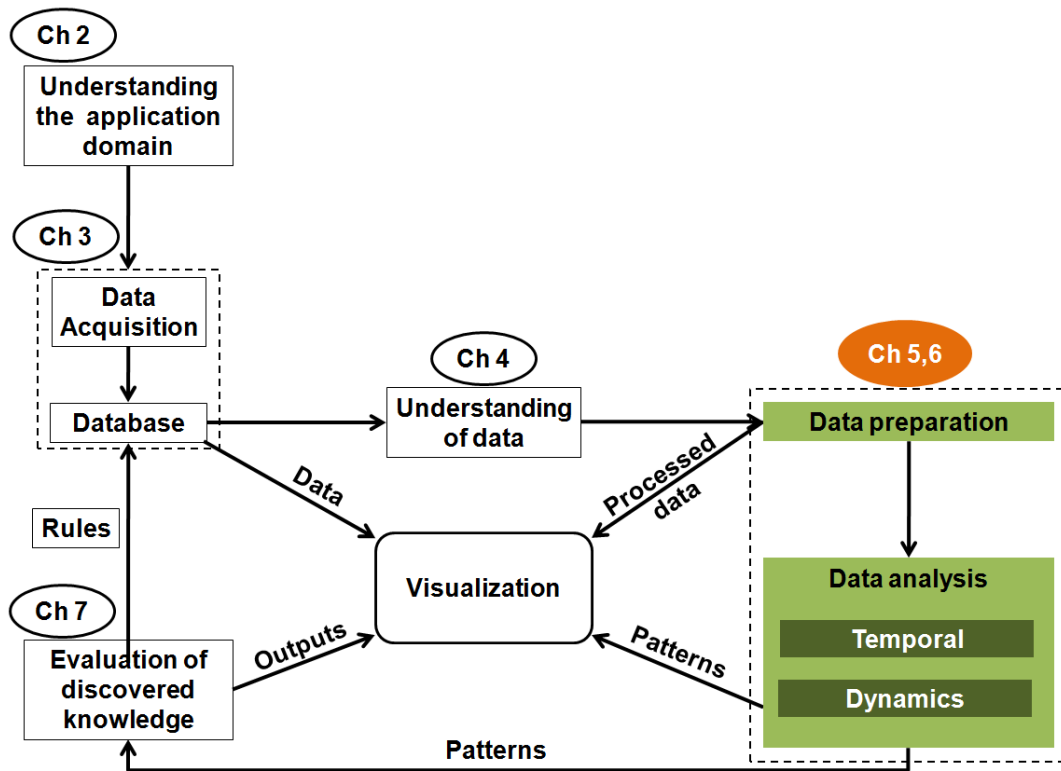 Ch 2
Understanding
the application
domain
Ch 3
Data
Acquisition
Database
Ch 4
Understanding
of data
Ch 5,6
Data preparation
Data
Processed
data
Rules
Visualization
Data analysis
Temporal
Dynamics
Ch 7
Evaluation of
discovered
knowledge
Outputs
Patterns
Patterns